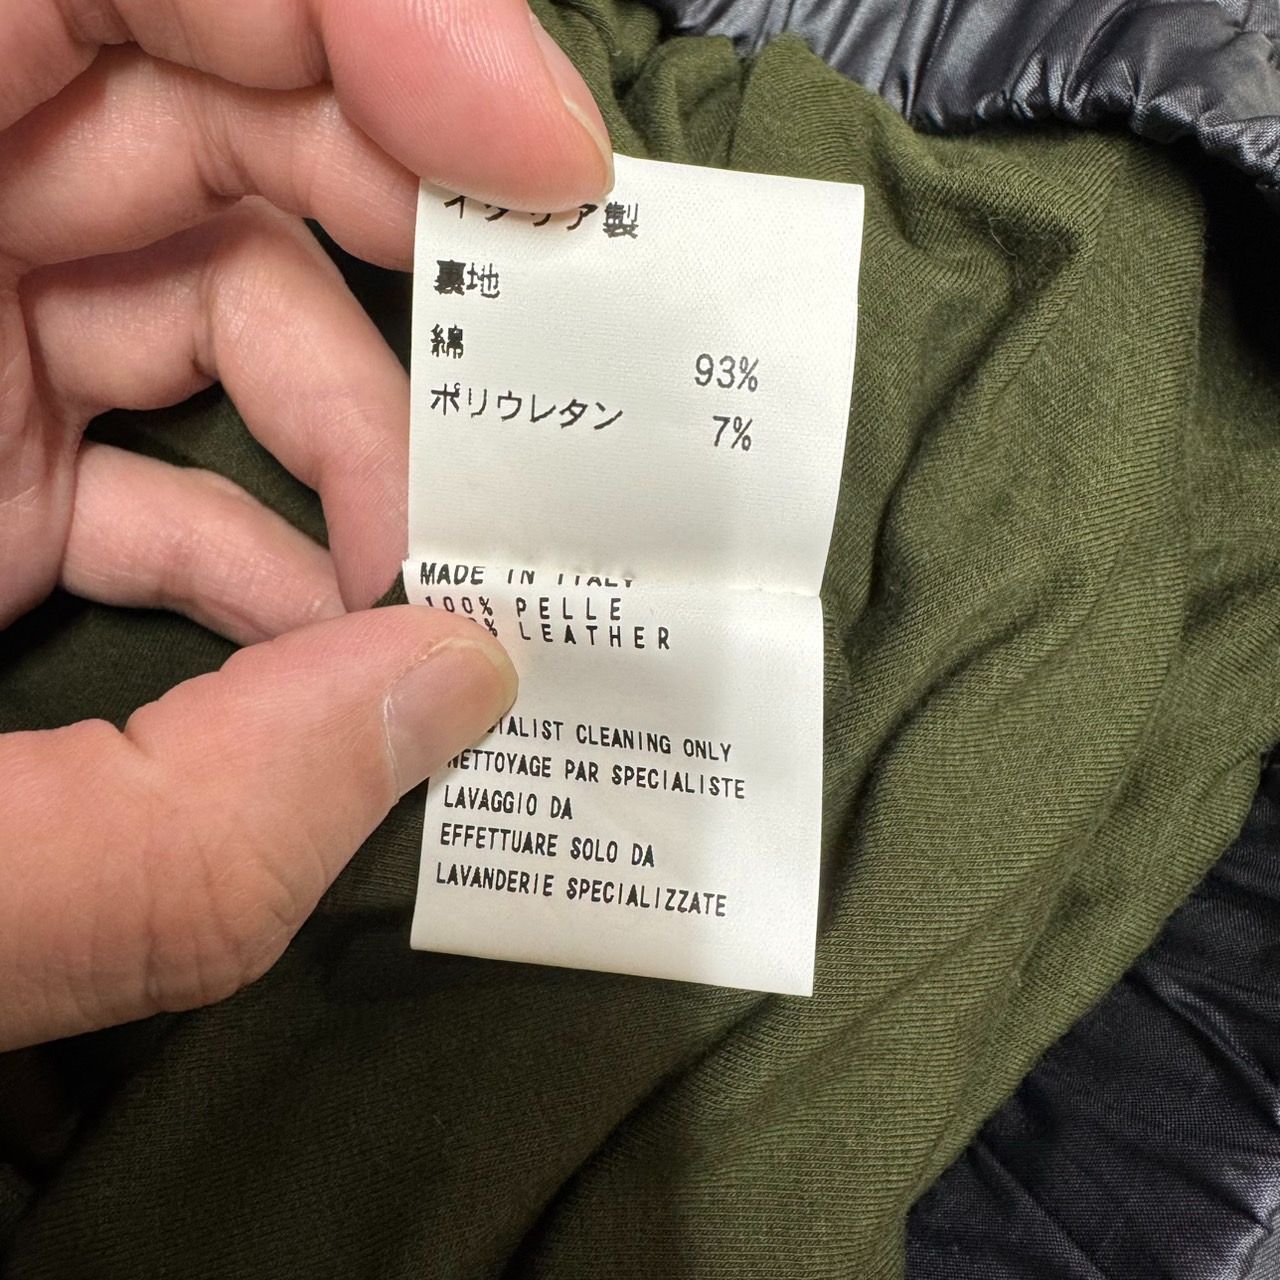 イタリア製
裏地
綿 93%
ポリウレタン 7%
MADE IN ITALY
100% PELLE
% LEATHER
CIALIST CLEANING ONLY
NETTOYAGE PAR SPECIALISTE
LAVAGGIO DA
EFFETTUARE SOLO DA
LAVANDERIE SPECIALIZZATE